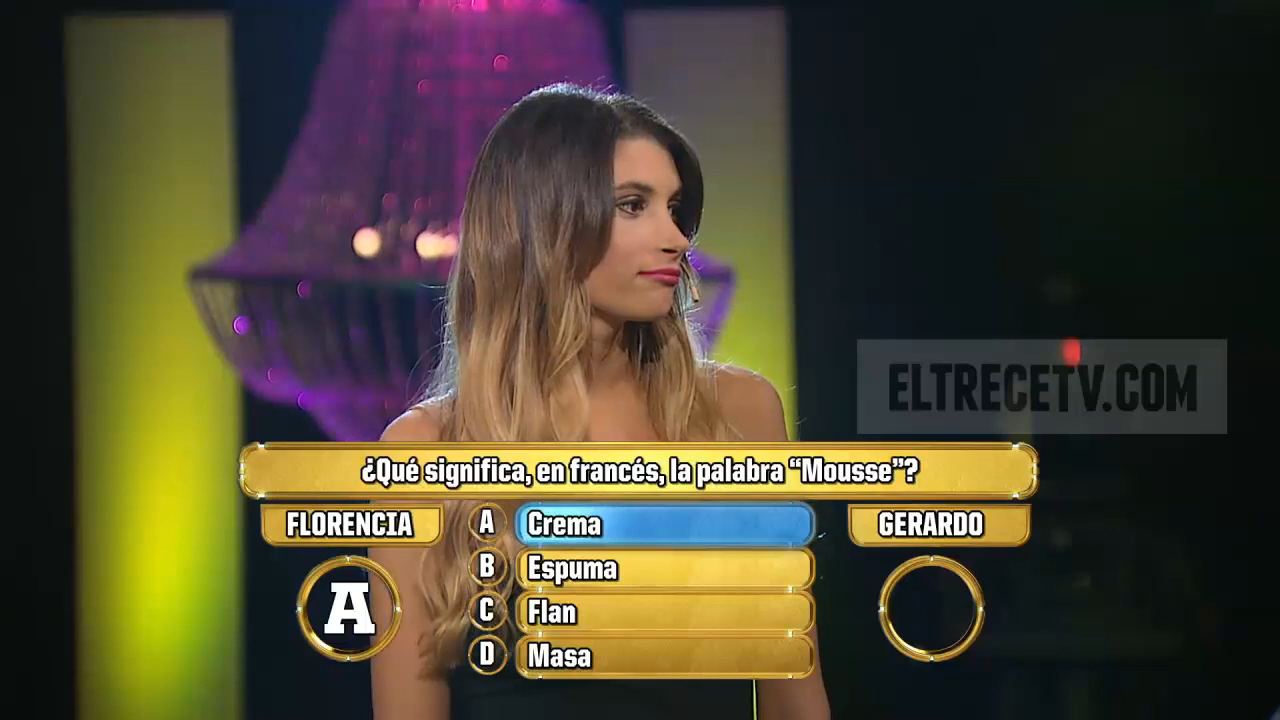 ELTRECETV.COM
¿Qué significa, en francés, la palabra “Mousse”?
FLORENCIA
A
A Crema
B Espuma
C Flan
D Masa
GERARDO